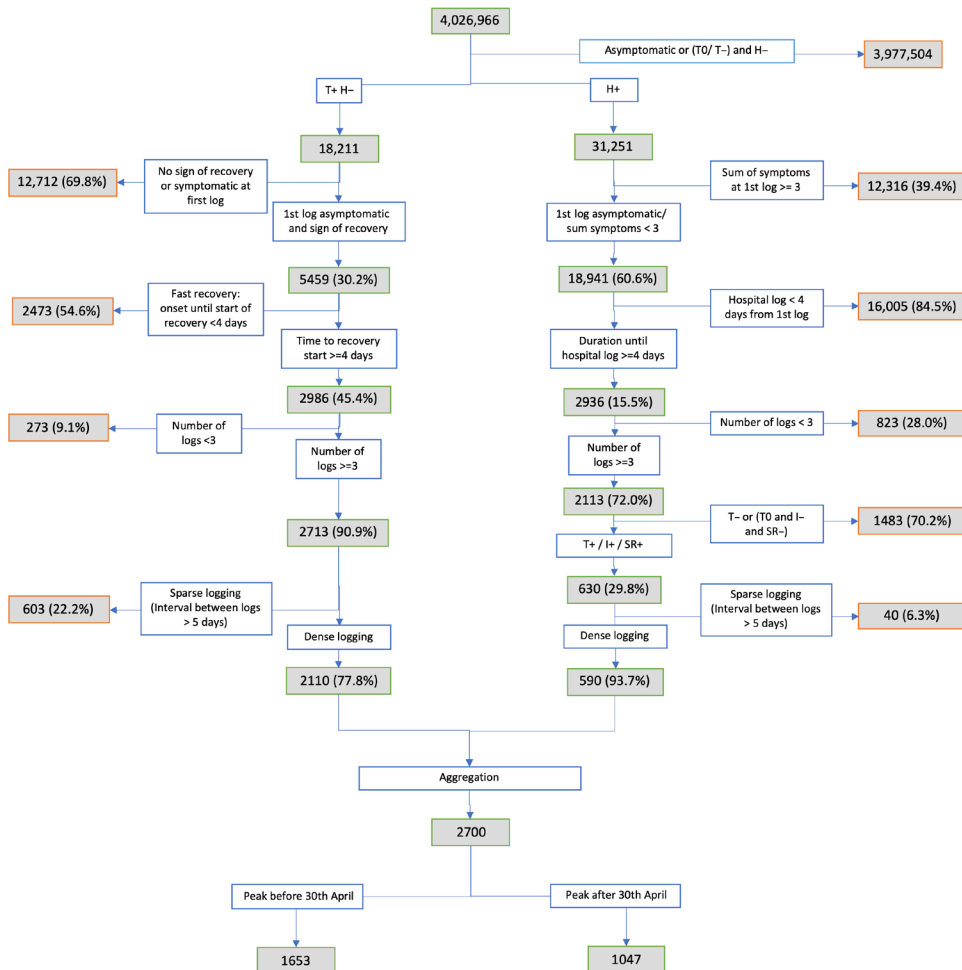 4,026,966
Asymptomatic or (T0/ T−) and H−
3,977,504
T+ H−
H+
18,211
31,251
12,712 (69.8%)
No sign of recovery
or symptomatic at
first log
Sum of symptoms
at 1st log >= 3
12,316 (39.4%)
1st log asymptomatic
and sign of recovery
1st log asymptomatic/
sum symptoms < 3
5459 (30.2%)
18,941 (60.6%)
2473 (54.6%)
Fast recovery:
onset until start of
recovery <4 days
Hospital log < 4
days from 1st log
16,005 (84.5%)
Time to recovery
start >=4 days
Duration until
hospital log >=4 days
2986 (45.4%)
2936 (15.5%)
273 (9.1%)
Number of
logs <3
Number of logs < 3
823 (28.0%)
Number of
logs >=3
Number of
logs >=3
2113 (72.0%)
2713 (90.9%)
T− or (T0 and I−
and SR−)
1483 (70.2%)
T+ / I+ / SR+
630 (29.8%)
603 (22.2%)
Sparse logging
(Interval between logs
> 5 days)
Sparse logging
(Interval between logs
> 5 days)
40 (6.3%)
Dense logging
Dense logging
2110 (77.8%)
590 (93.7%)
Aggregation
2700
Peak before 30th April
Peak after 30th April
1653
1047